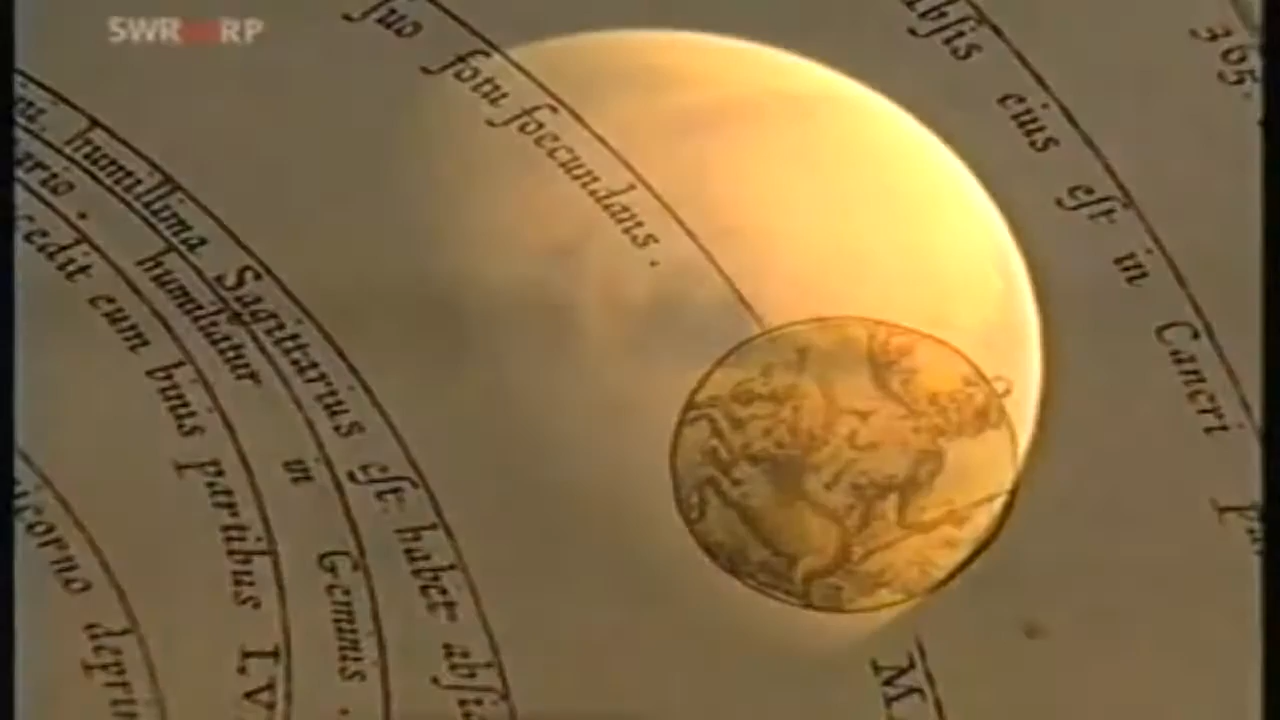 SWR RP
ſuo fotu foecundans.
Abſis eius eſt in Cancri
365.
humillima Sagittarius eſt: habet abſi
ario. humiliatur in Geminis.
cedit cum binis partibus LV
icorno depri
M